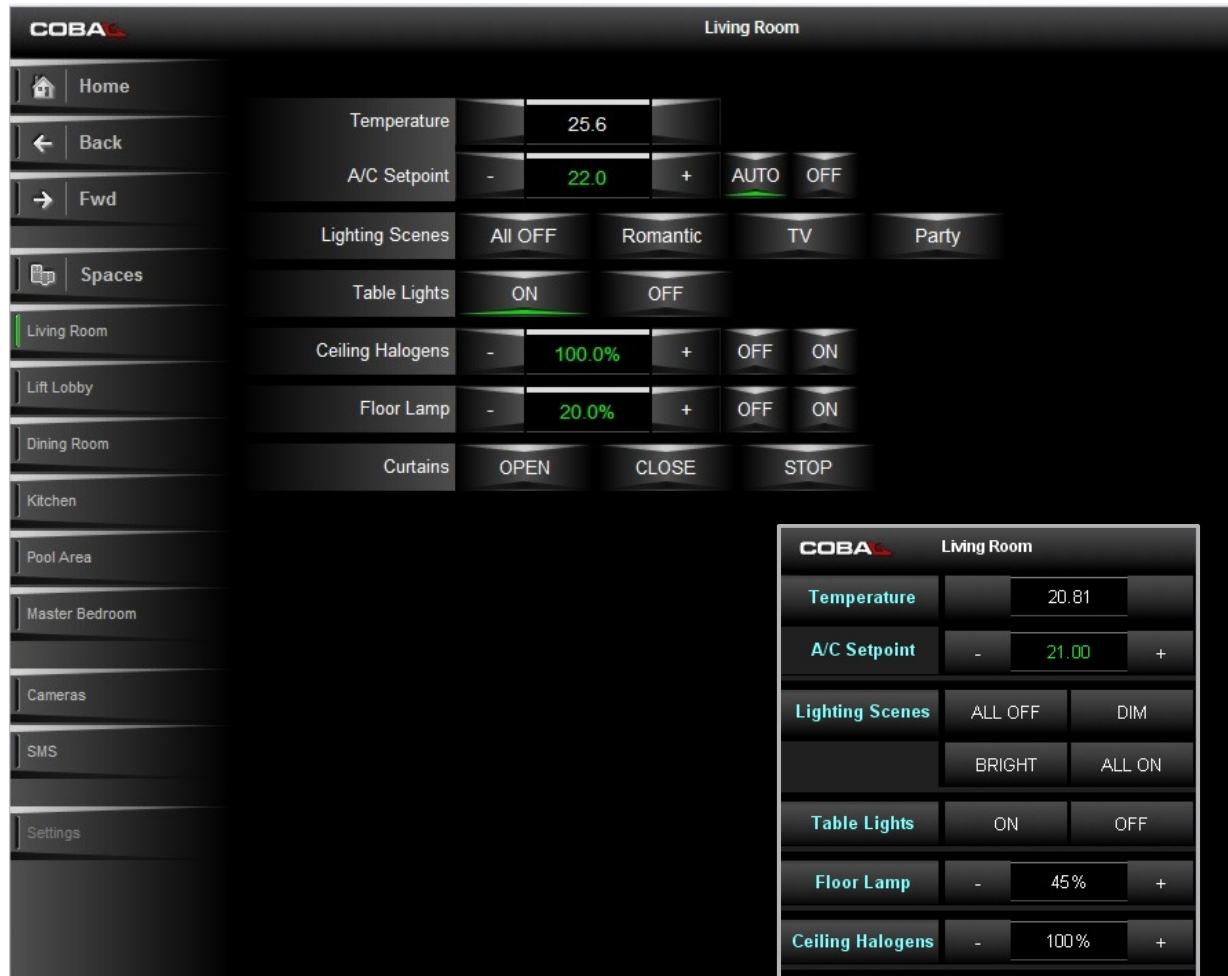 COBA Living Room
Home
Back
Fwd
Spaces
Living Room
Lift Lobby
Dining Room
Kitchen
Pool Area
Master Bedroom
Cameras
SMS
Settings
Temperature 25.6
A/C Setpoint - 22.0 + AUTO OFF
Lighting Scenes All OFF Romantic TV Party
Table Lights ON OFF
Ceiling Halogens - 100.0% + OFF ON
Floor Lamp - 20.0% + OFF ON
Curtains OPEN CLOSE STOP
COBA Living Room
Temperature 20.81
A/C Setpoint - 21.00 +
Lighting Scenes ALL OFF DIM
BRIGHT ALL ON
Table Lights ON OFF
Floor Lamp - 45% +
Ceiling Halogens - 100% +